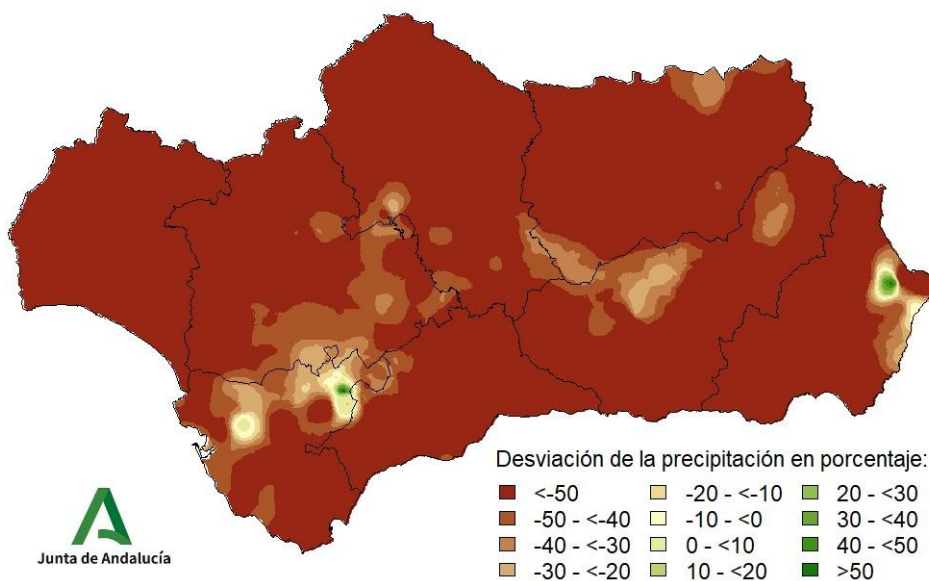 Desviación de la precipitación en porcentaje:
<-50
-50 - <-40
-40 - <-30
-30 - <-20
-20 - <-10
-10 - <0
0 - <10
10 - <20
20 - <30
30 - <40
40 - <50
>50
Junta de Andalucía